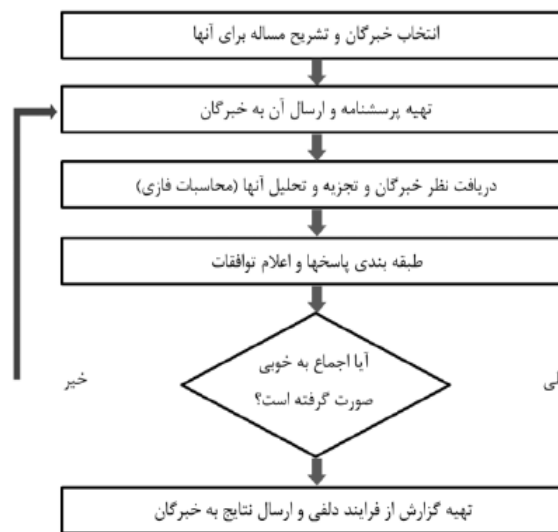 انتخاب خبرگان و تشریح مساله برای آنها
تهیه پرسشنامه و ارسال آن به خبرگان
دریافت نظر خبرگان و تجزیه و تحلیل آنها (محاسبات فازی)
طبقه بندی پاسخها و اعلام توافقات
آیا اجماع به خوبی
صورت گرفته است؟
خیر
تهیه گزارش از فرایند دلفی و ارسال نتایج به خبرگان